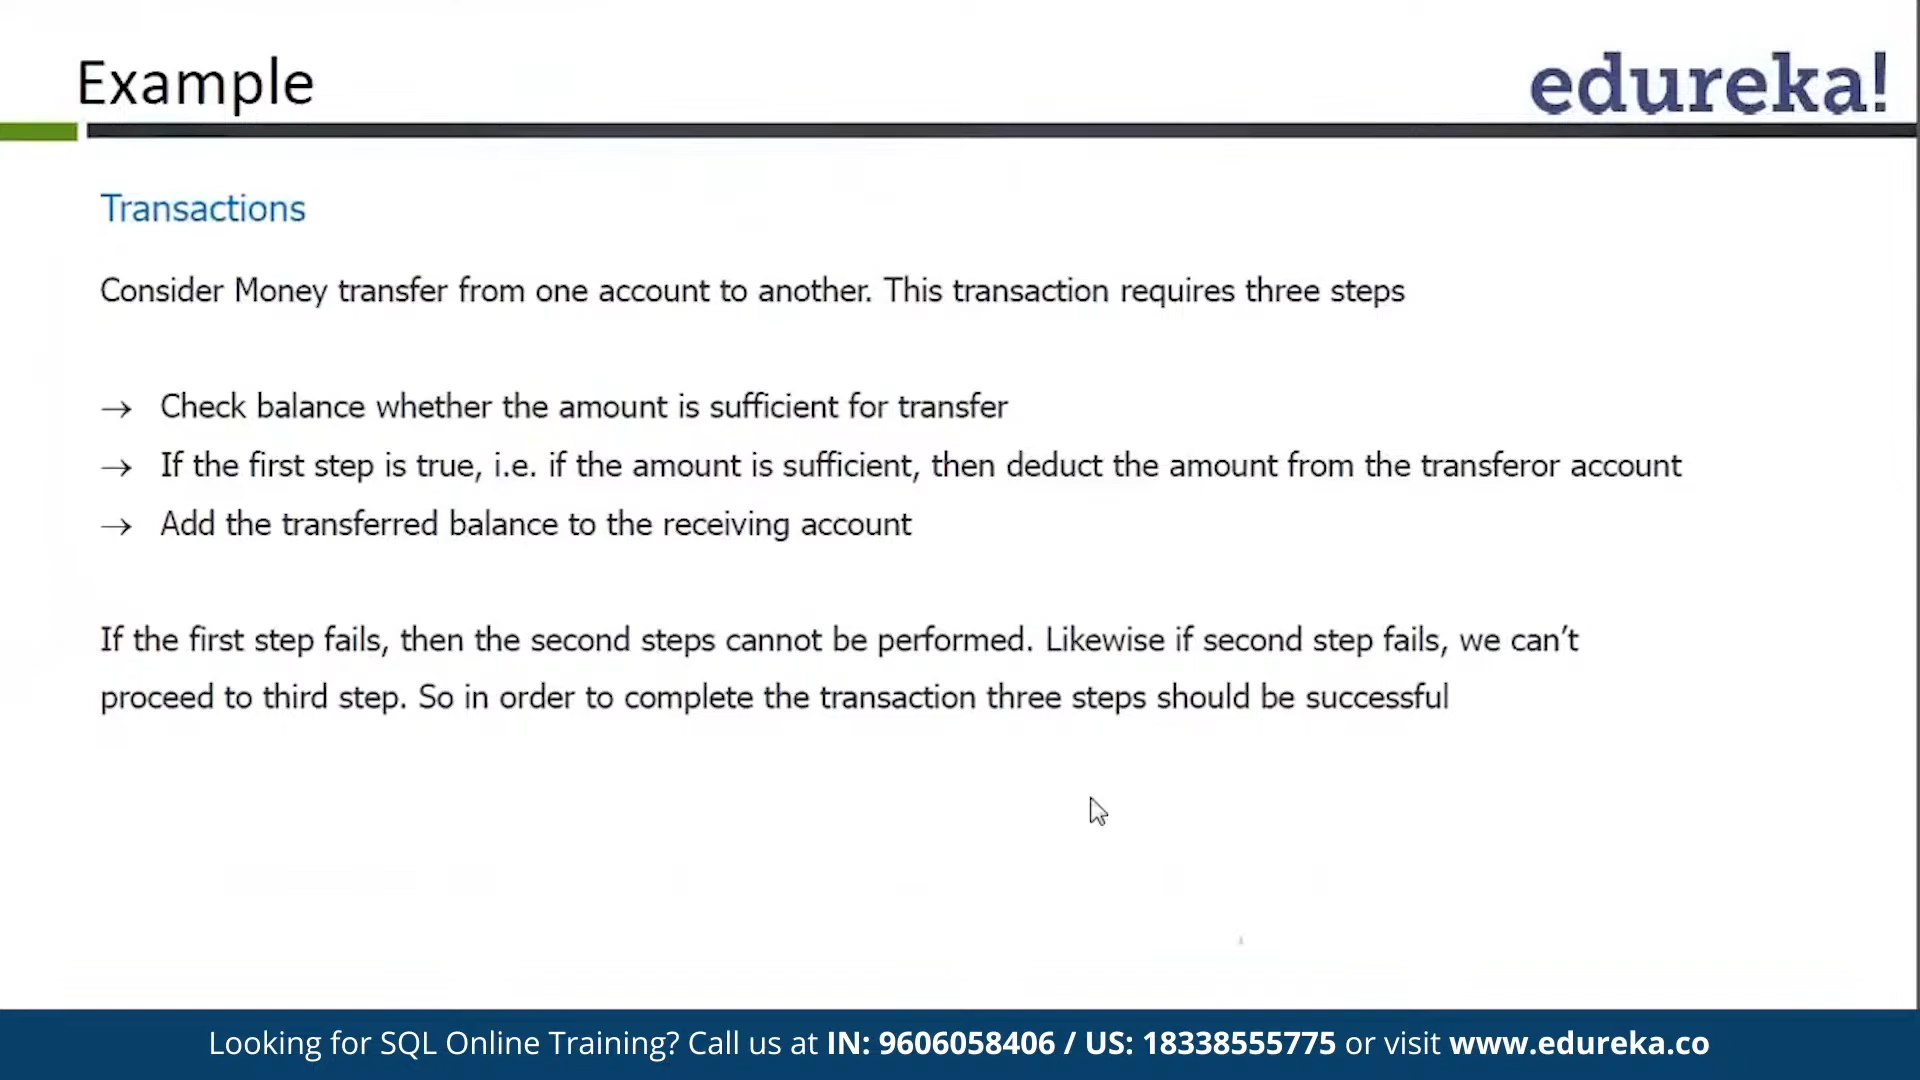 Example
edureka!
Transactions
Consider Money transfer from one account to another. This transaction requires three steps
→ Check balance whether the amount is sufficient for transfer
→ If the first step is true, i.e. if the amount is sufficient, then deduct the amount from the transferor account
→ Add the transferred balance to the receiving account
If the first step fails, then the second steps cannot be performed. Likewise if second step fails, we can’t
proceed to third step. So in order to complete the transaction three steps should be successful
Looking for SQL Online Training? Call us at IN: 9606058406 / US: 18338555775 or visit www.edureka.co